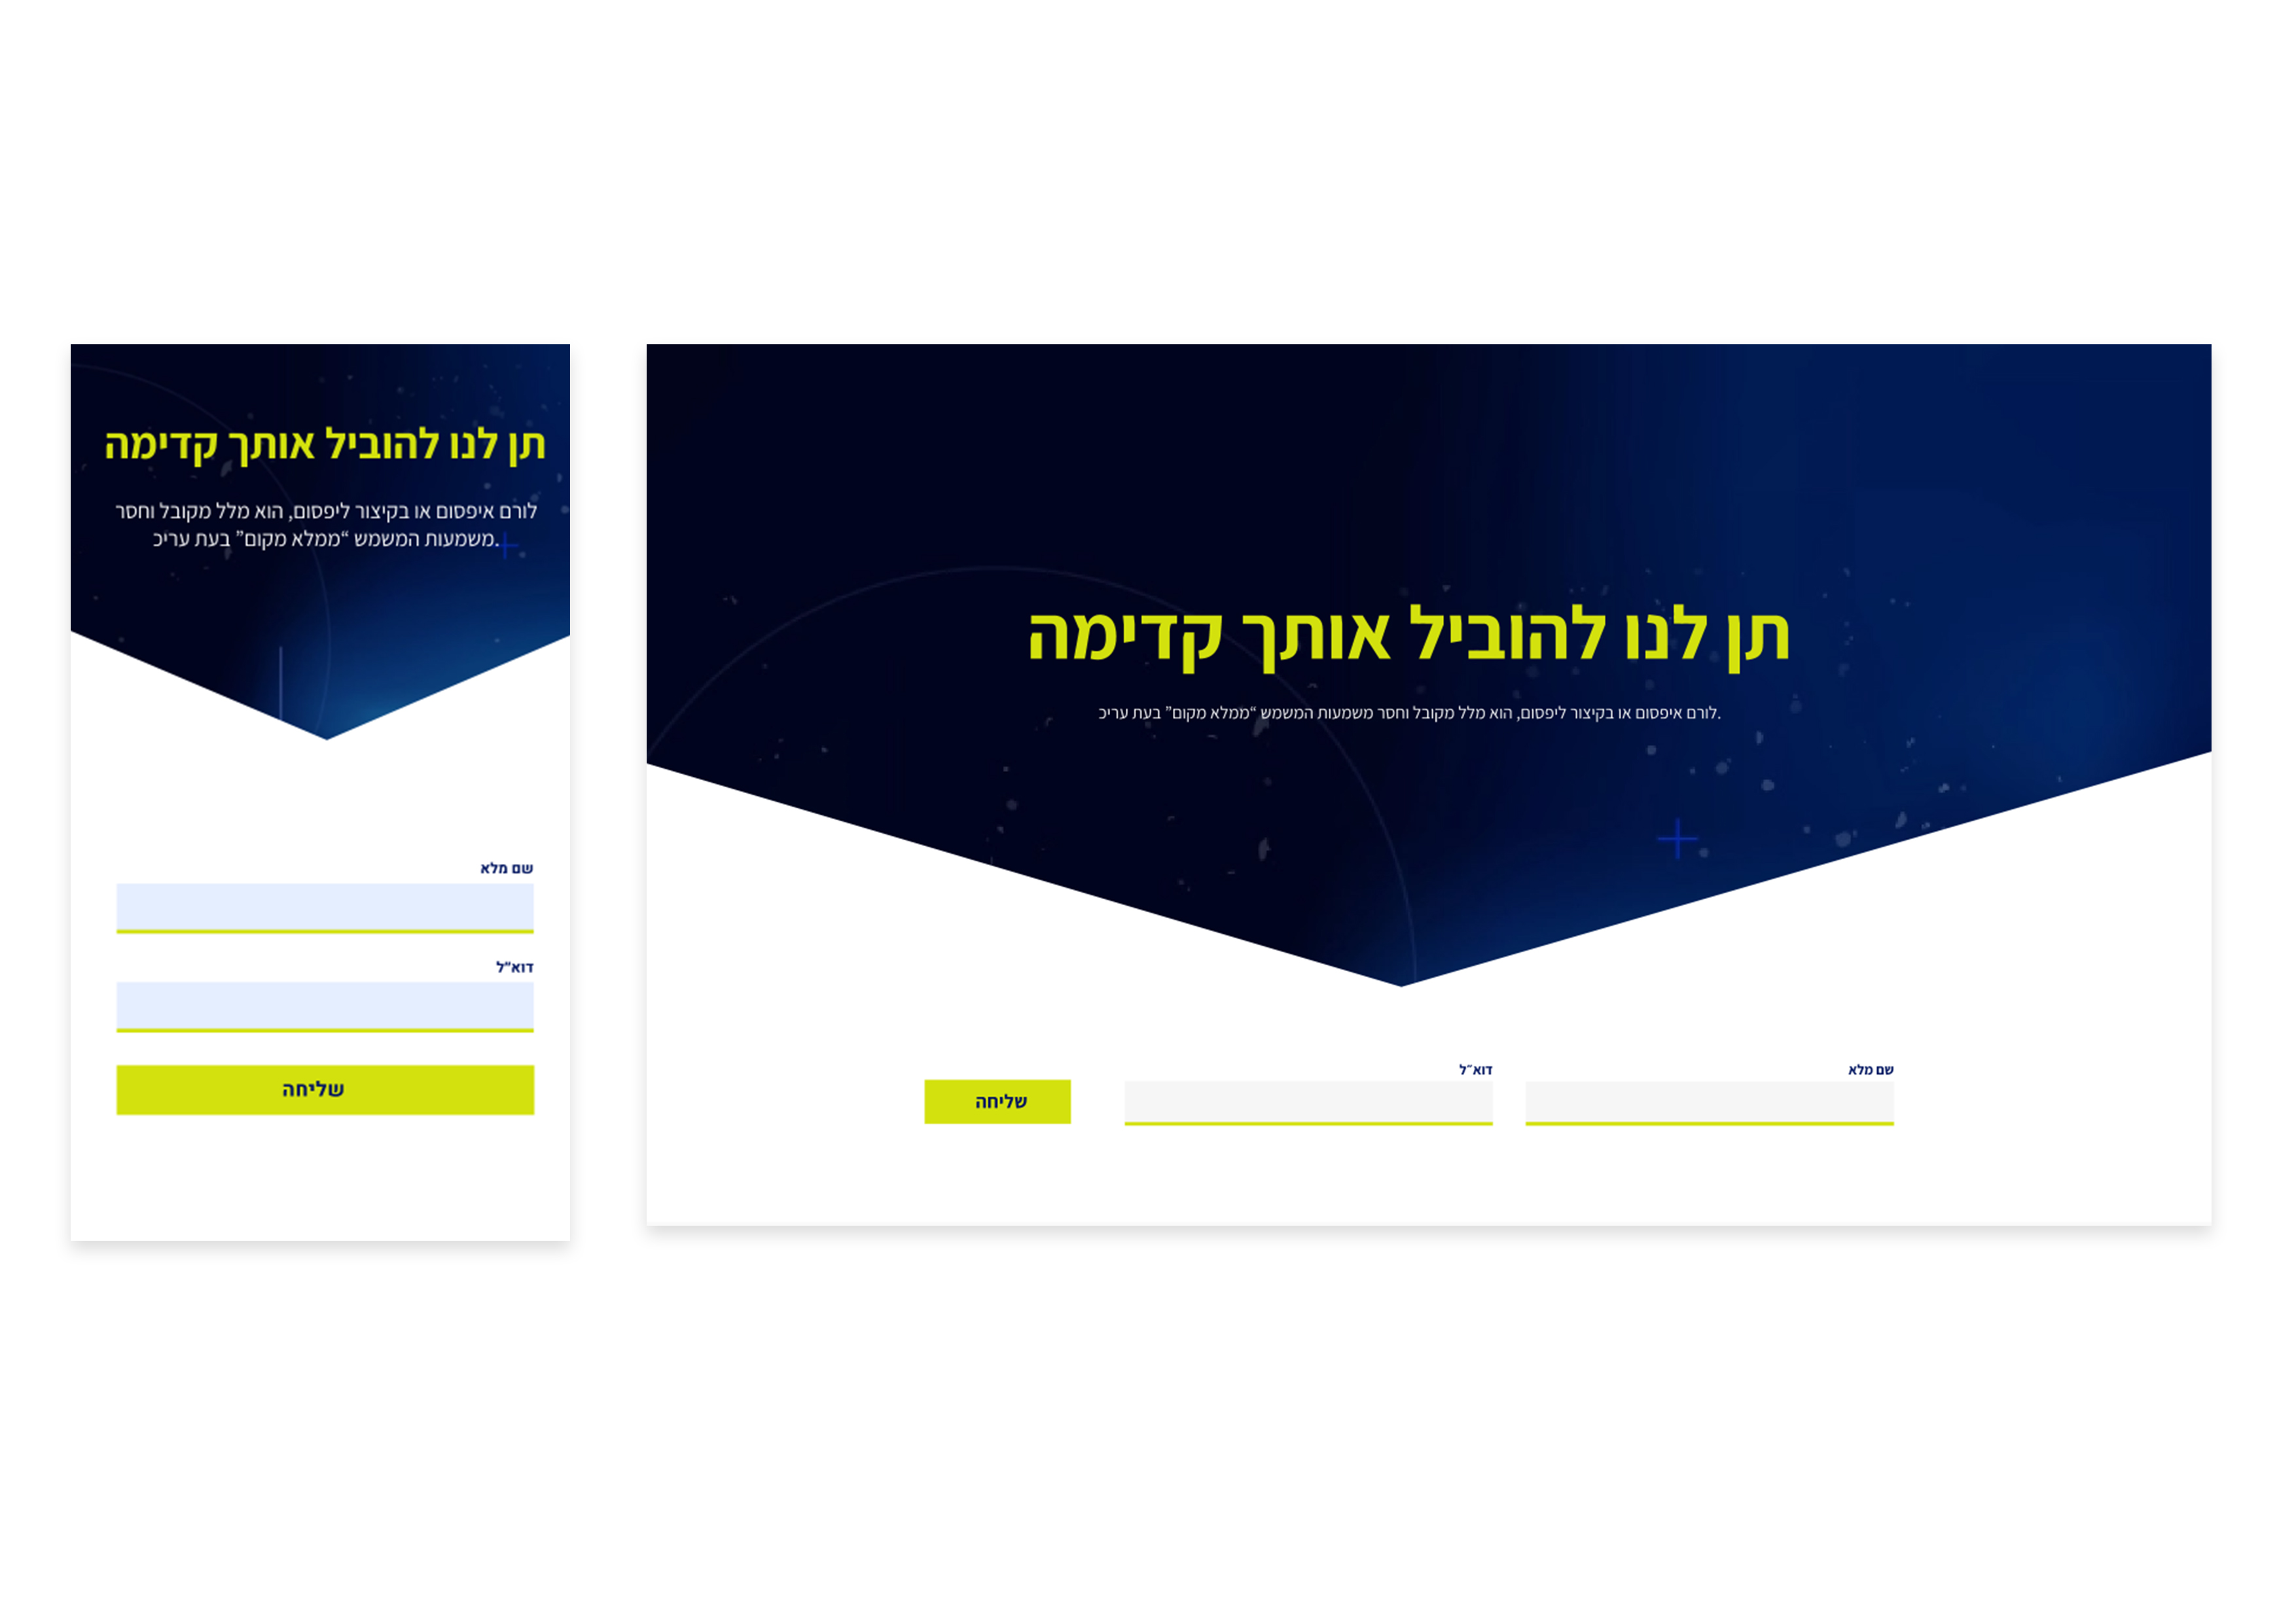 תן לנו להוביל אותך קדימה
לורם איפסום או בקיצור ליפסום, הוא מלל מקובל וחסר
משמעות המשמש “ממלא מקום” בעת עריכ.
שם מלא
דוא"ל
שליחה
תן לנו להוביל אותך קדימה
לורם איפסום או בקיצור ליפסום, הוא מלל מקובל וחסר משמעות המשמש “ממלא מקום” בעת עריכ.
שם מלא
דוא״ל
שליחה